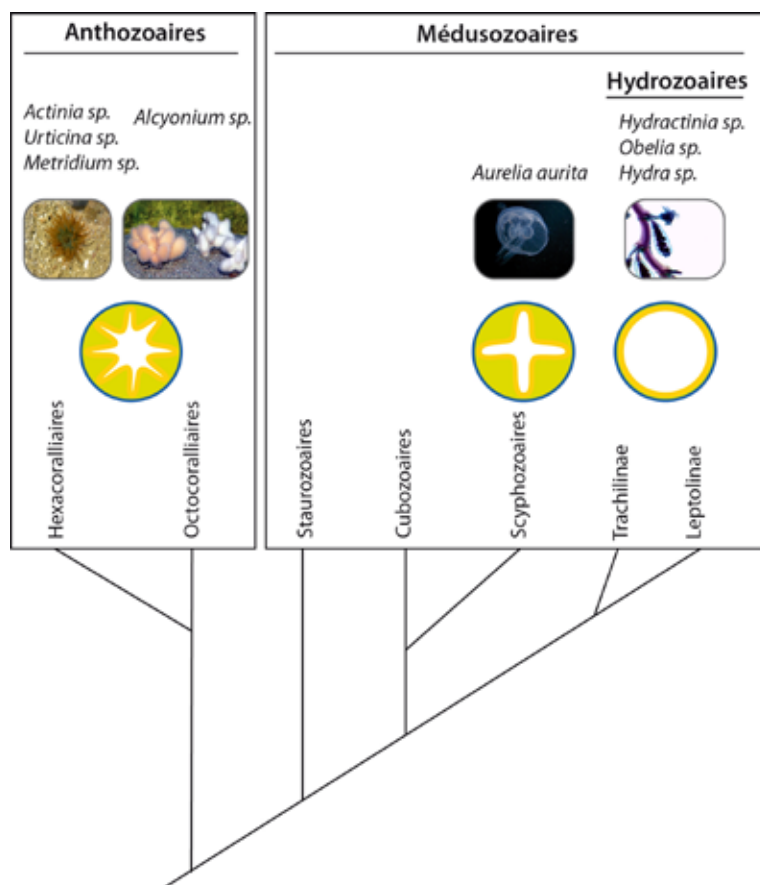 Anthozoaires
Médusozoaires
Hydrozoaires
Actinia sp.
Urticina sp.
Metridium sp.
Alcyonium sp.
Aurelia aurita
Hydractinia sp.
Obelia sp.
Hydra sp.
Hexacoralliaires
Octocoralliaires
Staurozoaires
Cubozoaires
Scyphozoaires
Trachilinae
Leptolinae